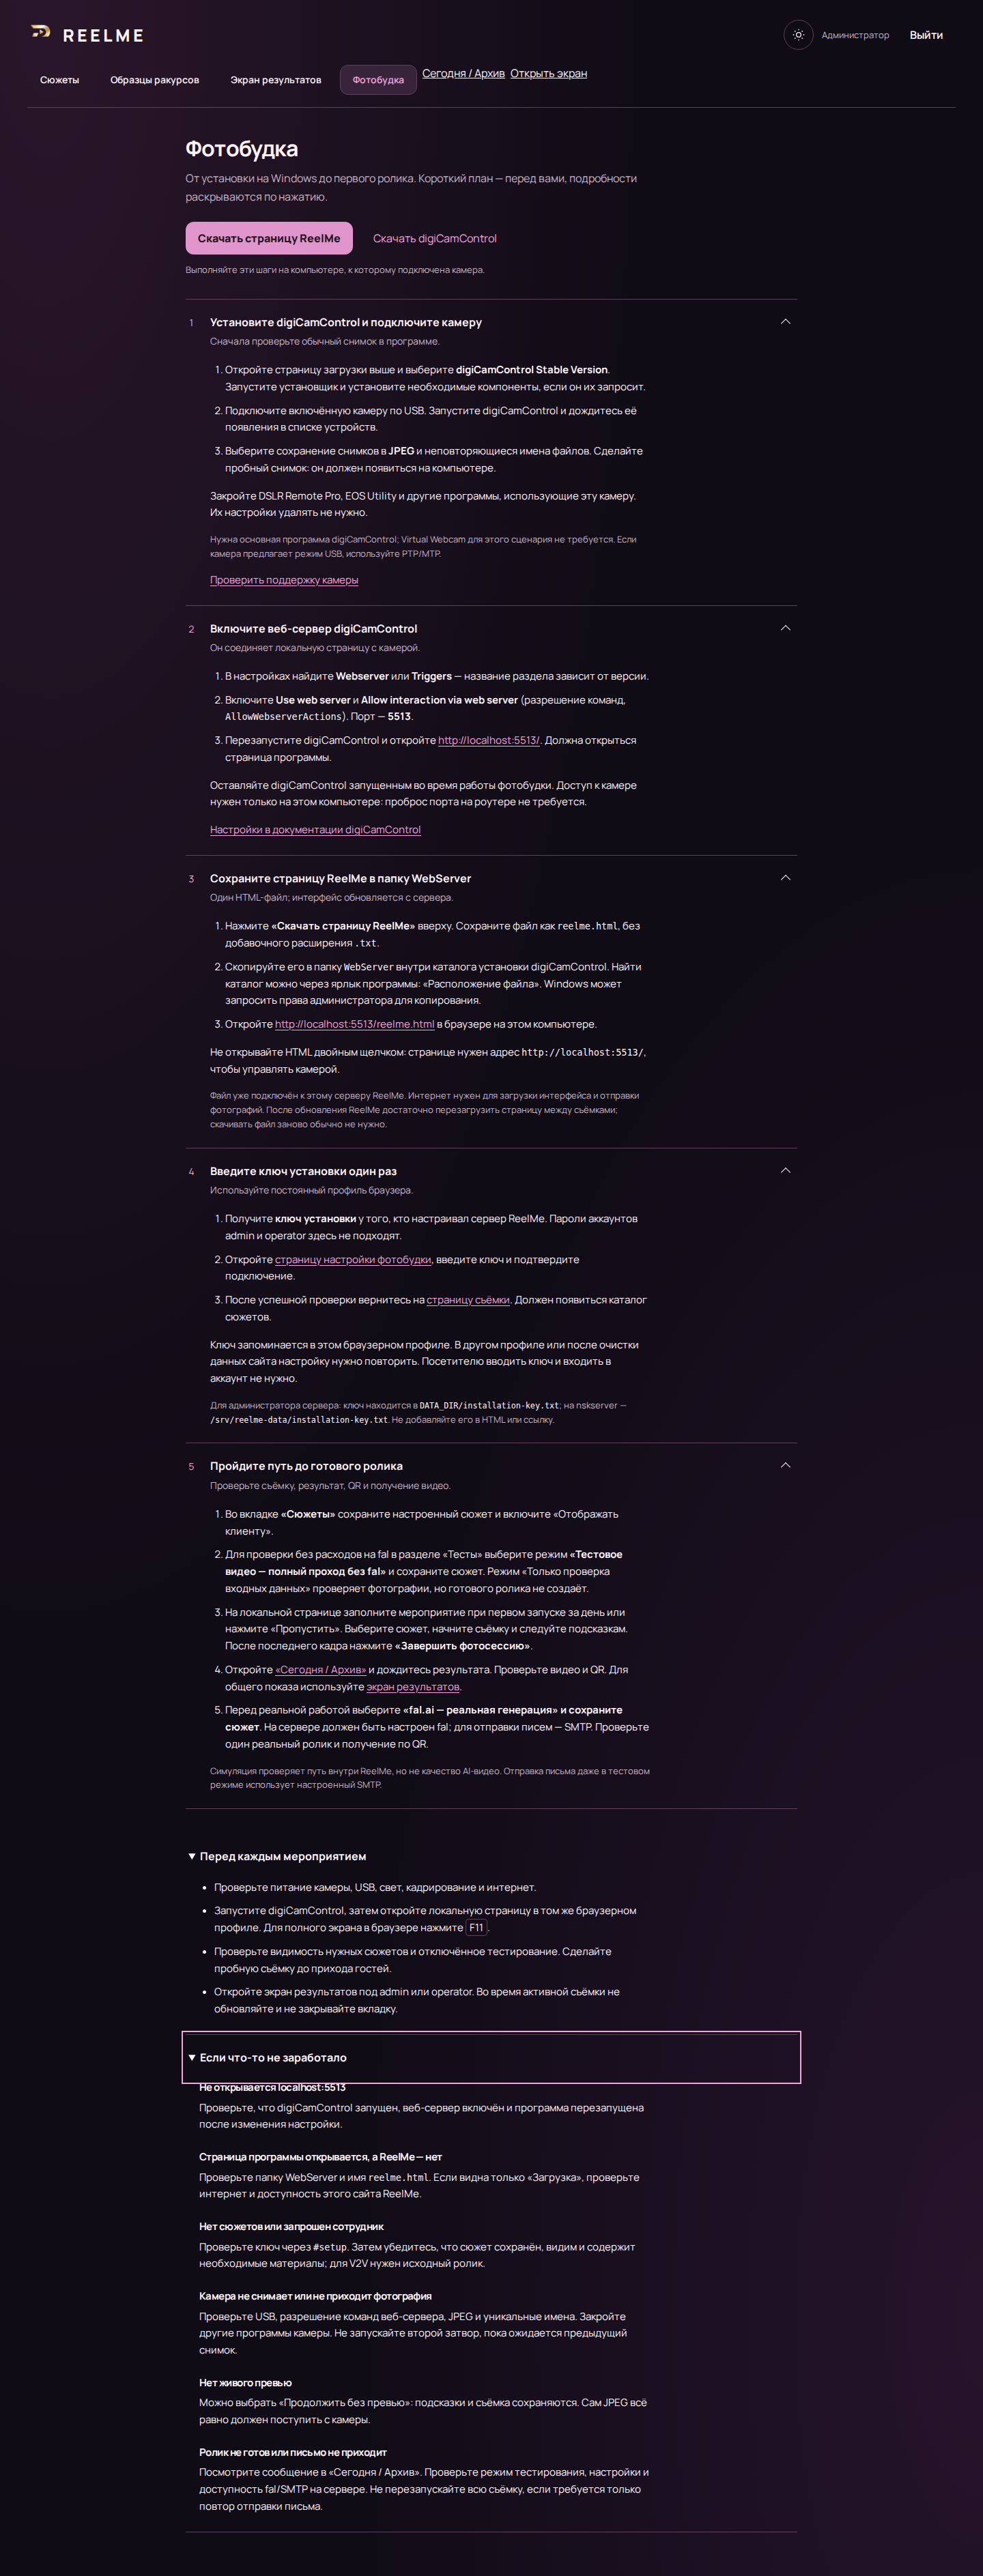 REELME
Администратор
Выйти
Сюжеты
Образцы ракурсов
Экран результатов
Фотобудка
Сегодня / Архив
Открыть экран
Фотобудка
От установки на Windows до первого ролика. Короткий план — перед вами, подробности
раскрываются по нажатию.
Скачать страницу ReelMe
Скачать digiCamControl
Выполняйте эти шаги на компьютере, к которому подключена камера.
1 Установите digiCamControl и подключите камеру
Сначала проверьте обычный снимок в программе.
1. Откройте страницу загрузки выше и выберите digiCamControl Stable Version.
Запустите установщик и установите необходимые компоненты, если он их запросит.
2. Подключите включённую камеру по USB. Запустите digiCamControl и дождитесь её
появления в списке устройств.
3. Выберите сохранение снимков в JPEG и неповторяющиеся имена файлов. Сделайте
пробный снимок: он должен появиться на компьютере.
Закройте DSLR Remote Pro, EOS Utility и другие программы, использующие эту камеру.
Их настройки удалять не нужно.
Нужна основная программа digiCamControl; Virtual Webcam для этого сценария не требуется. Если
камера предлагает режим USB, используйте PTP/MTP.
Проверить поддержку камеры
2 Включите веб-сервер digiCamControl
Он соединяет локальную страницу с камерой.
1. В настройках найдите Webserver или Triggers — название раздела зависит от версии.
2. Включите Use web server и Allow interaction via web server (разрешение команд,
AllowWebserverActions). Порт — 5513.
3. Перезапустите digiCamControl и откройте http://localhost:5513/. Должна открыться
страница программы.
Оставляйте digiCamControl запущенным во время работы фотобудки. Доступ к камере
нужен только на этом компьютере: проброс порта на роутере не требуется.
Настройки в документации digiCamControl
3 Сохраните страницу ReelMe в папку WebServer
Один HTML-файл; интерфейс обновляется с сервера.
1. Нажмите «Скачать страницу ReelMe» вверху. Сохраните файл как reelme.html, без
добавочного расширения .txt.
2. Скопируйте его в папку WebServer внутри каталога установки digiCamControl. Найти
каталог можно через ярлык программы: «Расположение файла». Windows может
запросить права администратора для копирования.
3. Откройте http://localhost:5513/reelme.html в браузере на этом компьютере.
Не открывайте HTML двойным щелчком: странице нужен адрес http://localhost:5513/,
чтобы управлять камерой.
Файл уже подключён к этому серверу ReelMe. Интернет нужен для загрузки интерфейса и отправки
фотографий. После обновления ReelMe достаточно перезагрузить страницу между съёмками;
скачивать файл заново обычно не нужно.
4 Введите ключ установки один раз
Используйте постоянный профиль браузера.
1. Получите ключ установки у того, кто настраивал сервер ReelMe. Пароли аккаунтов
admin и operator здесь не подходят.
2. Откройте страницу настройки фотобудки, введите ключ и подтвердите
подключение.
3. После успешной проверки вернитесь на страницу съёмки. Должен появиться каталог
сюжетов.
Ключ запоминается в этом браузерном профиле. В другом профиле или после очистки
данных сайта настройку нужно повторить. Посетителю вводить ключ и входить в
аккаунт не нужно.
Для администратора сервера: ключ находится в DATA_DIR/installation-key.txt; на nskserver —
/srv/reelme-data/installation-key.txt. Не добавляйте его в HTML или ссылку.
5 Пройдите путь до готового ролика
Проверьте съёмку, результат, QR и получение видео.
1. Во вкладке «Сюжеты» сохраните настроенный сюжет и включите «Отображать
клиенту».
2. Для проверки без расходов на fal в разделе «Тесты» выберите режим «Тестовое
видео — полный проход без fal» и сохраните сюжет. Режим «Только проверка
входных данных» проверяет фотографии, но готового ролика не создаёт.
3. На локальной странице заполните мероприятие при первом запуске за день или
нажмите «Пропустить». Выберите сюжет, начните съёмку и следуйте подсказкам.
После последнего кадра нажмите «Завершить фотосессию».
4. Откройте «Сегодня / Архив» и дождитесь результата. Проверьте видео и QR. Для
общего показа используйте экран результатов.
5. Перед реальной работой выберите «fal.ai — реальная генерация» и сохраните
сюжет. На сервере должен быть настроен fal; для отправки писем — SMTP. Проверьте
один реальный ролик и получение по QR.
Симуляция проверяет путь внутри ReelMe, но не качество AI-видео. Отправка письма даже в тестовом
режиме использует настроенный SMTP.
Перед каждым мероприятием
• Проверьте питание камеры, USB, свет, кадрирование и интернет.
• Запустите digiCamControl, затем откройте локальную страницу в том же браузерном
профиле. Для полного экрана в браузере нажмите F11.
• Проверьте видимость нужных сюжетов и отключённое тестирование. Сделайте
пробную съёмку до прихода гостей.
• Откройте экран результатов под admin или operator. Во время активной съёмки не
обновляйте и не закрывайте вкладку.
Если что-то не заработало
Не открывается localhost:5513
Проверьте, что digiCamControl запущен, веб-сервер включён и программа перезапущена
после изменения настройки.
Страница программы открывается, а ReelMe — нет
Проверьте папку WebServer и имя reelme.html. Если видна только «Загрузка», проверьте
интернет и доступность этого сайта ReelMe.
Нет сюжетов или запрошен сотрудник
Проверьте ключ через #setup. Затем убедитесь, что сюжет сохранён, видим и содержит
необходимые материалы; для V2V нужен исходный ролик.
Камера не снимает или не приходит фотография
Проверьте USB, разрешение команд веб-сервера, JPEG и уникальные имена. Закройте
другие программы камеры. Не запускайте второй затвор, пока ожидается предыдущий
снимок.
Нет живого превью
Можно выбрать «Продолжить без превью»: подсказки и съёмка сохраняются. Сам JPEG всё
равно должен поступить с камеры.
Ролик не готов или письмо не приходит
Посмотрите сообщение в «Сегодня / Архив». Проверьте режим тестирования, настройки и
доступность fal/SMTP на сервере. Не перезапускайте всю съёмку, если требуется только
повтор отправки письма.